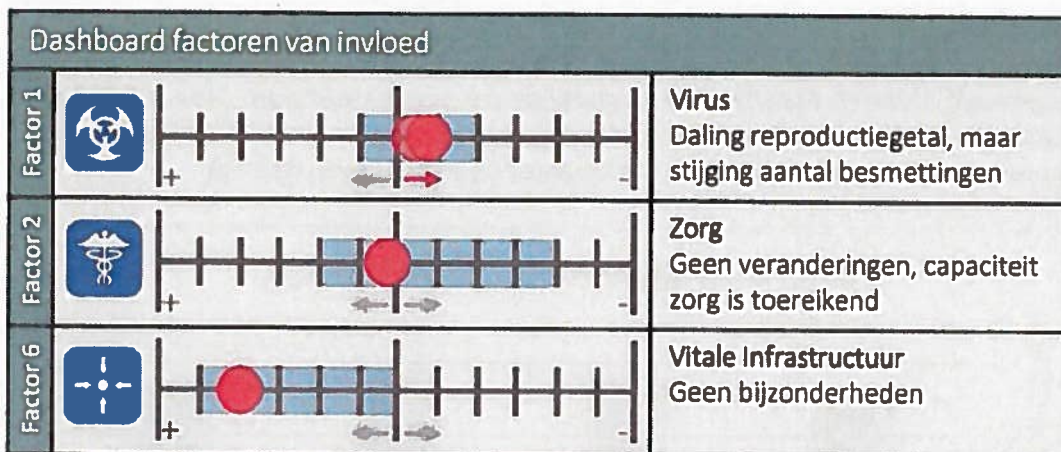 Dashboard factoren van invloed
Factor 1
+
-
Virus
Daling reproductiegetal, maar
stijging aantal besmettingen
Factor 2
+
-
Zorg
Geen veranderingen, capaciteit
zorg is toereikend
Factor 6
+
-
Vitale Infrastructuur
Geen bijzonderheden